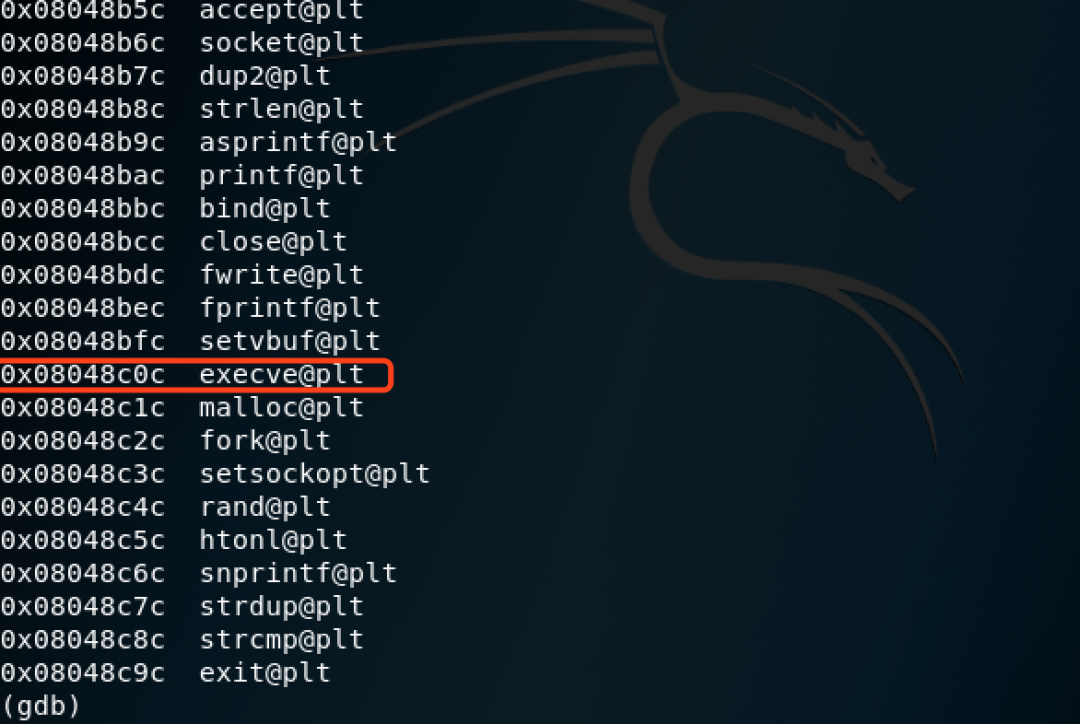 0x08048b5c  accept@plt
0x08048b6c  socket@plt
0x08048b7c  dup2@plt
0x08048b8c  strlen@plt
0x08048b9c  asprintf@plt
0x08048bac  printf@plt
0x08048bbc  bind@plt
0x08048bcc  close@plt
0x08048bdc  fwrite@plt
0x08048bec  fprintf@plt
0x08048bfc  setvbuf@plt
0x08048c0c  execve@plt
0x08048c1c  malloc@plt
0x08048c2c  fork@plt
0x08048c3c  setsockopt@plt
0x08048c4c  rand@plt
0x08048c5c  htonl@plt
0x08048c6c  snprintf@plt
0x08048c7c  strdup@plt
0x08048c8c  strcmp@plt
0x08048c9c  exit@plt
(gdb)